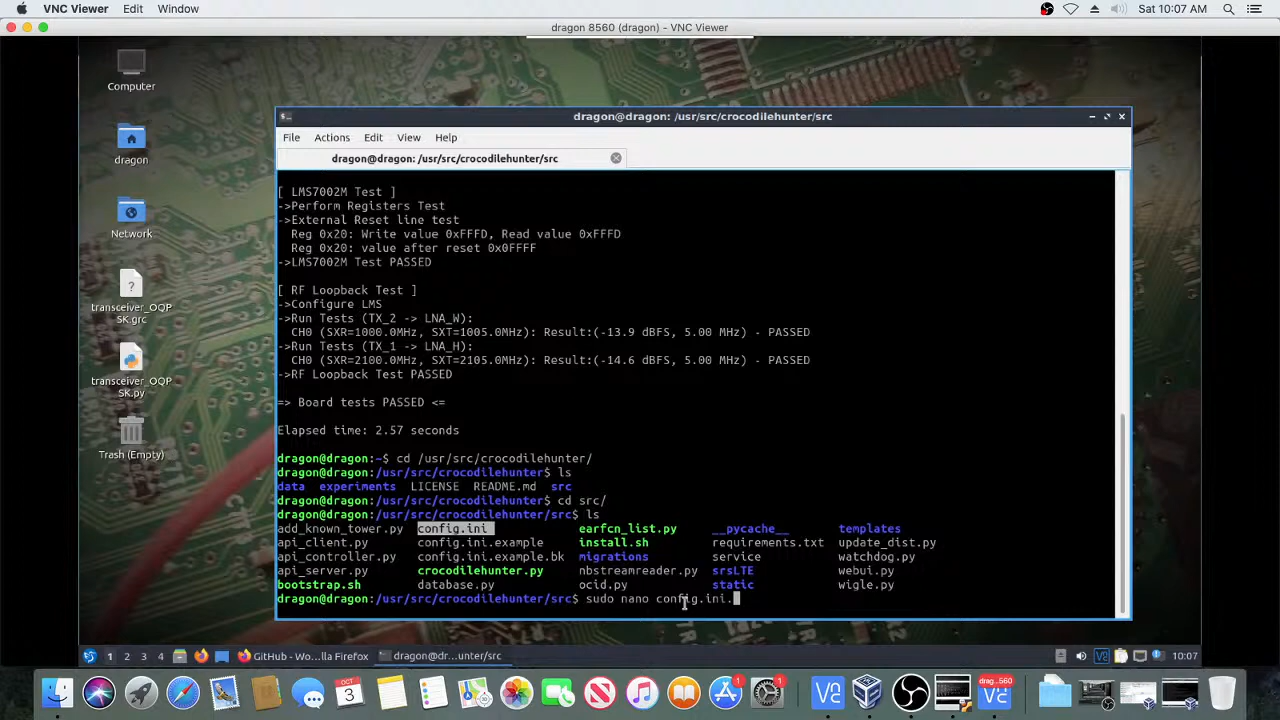 VNC Viewer Edit Window Sat 10:07 AM
dragon 8560 (dragon) - VNC Viewer
Computer
dragon
Network
transceiver_OQP
SK.grc
transceiver_OQP
SK.py
Trash (Empty)
dragon@dragon: /usr/src/crocodilehunter/src
File Actions Edit View Help
dragon@dragon: /usr/src/crocodilehunter/src
[ LMS7002M Test ]
->Perform Registers Test
->External Reset line test
Reg 0x20: Write value 0xFFFD, Read value 0xFFFD
Reg 0x20: value after reset 0x0FFFF
->LMS7002M Test PASSED
[ RF Loopback Test ]
->Configure LMS
->Run Tests (TX_2 -> LNA_W):
CH0 (SXR=1000.0MHz, SXT=1005.0MHz): Result:(-13.9 dBFS, 5.00 MHz) - PASSED
->Run Tests (TX_1 -> LNA_H):
CH0 (SXR=2100.0MHz, SXT=2105.0MHz): Result:(-14.6 dBFS, 5.00 MHz) - PASSED
->RF Loopback Test PASSED
=> Board tests PASSED <=
Elapsed time: 2.57 seconds
dragon@dragon:~$ cd /usr/src/crocodilehunter/
dragon@dragon:/usr/src/crocodilehunter$ ls
data experiments LICENSE README.md src
dragon@dragon:/usr/src/crocodilehunter$ cd src/
dragon@dragon:/usr/src/crocodilehunter/src$ ls
add_known_tower.py config.ini earfcn_list.py __pycache__ templates
api_client.py config.ini.example install.sh requirements.txt update_dist.py
api_controller.py config.ini.example.bk migrations service watchdog.py
api_server.py crocodilehunter.py nbstreamreader.py srsLTE webui.py
bootstrap.sh database.py ocid.py static wigle.py
dragon@dragon:/usr/src/crocodilehunter/src$ sudo nano config.ini.
1 2 3 4 GitHub - Wo...lla Firefox dragon@dr...unter/src 10:07
OCT 3 1 1 drag...560